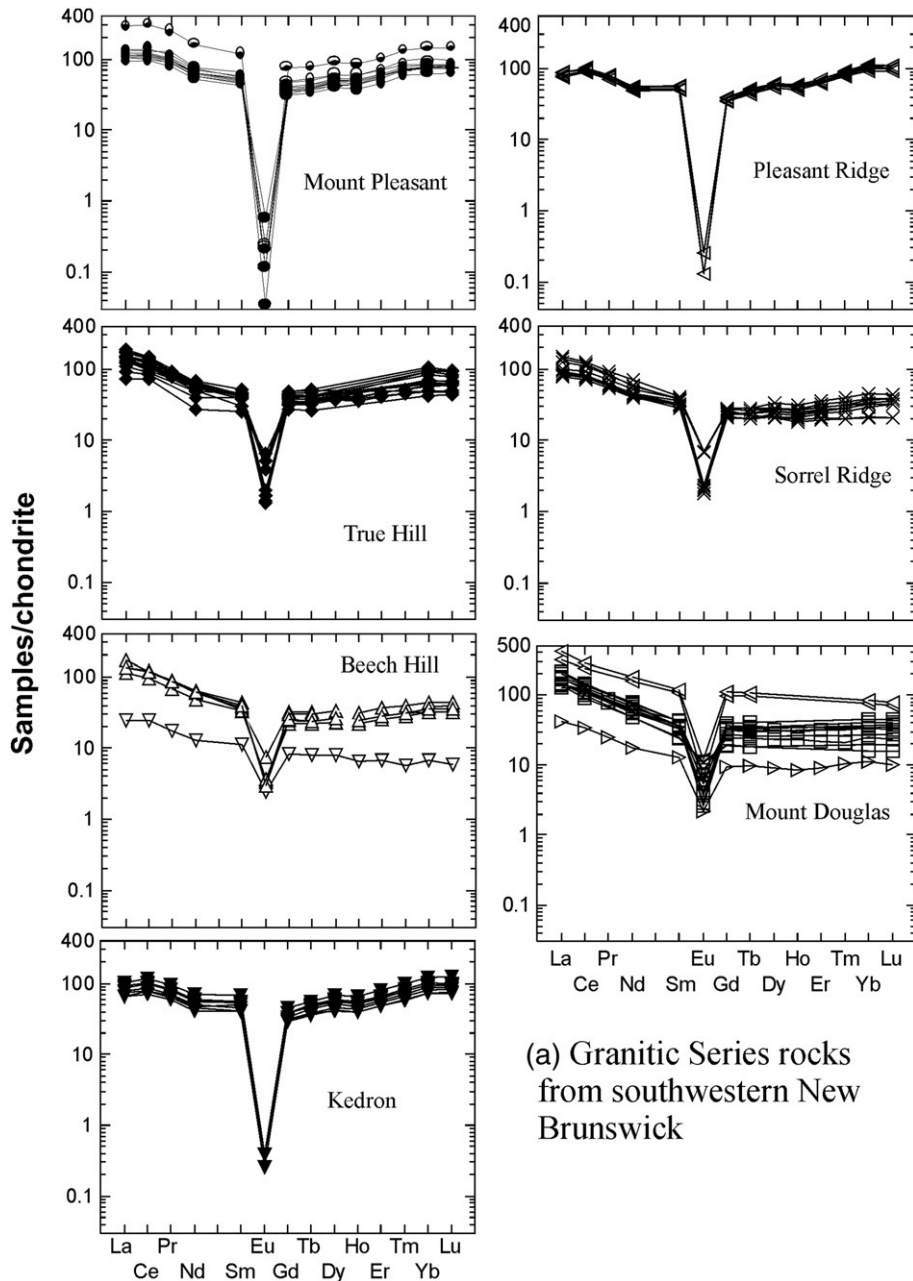 Samples/chondrite
400
100
10
1
0.1
Mount Pleasant
400
100
10
1
0.1
Pleasant Ridge
400
100
10
1
0.1
True Hill
400
100
10
1
0.1
Sorrel Ridge
400
100
10
1
0.1
Beech Hill
500
100
10
1
0.1
Mount Douglas
La Pr Eu Tb Ho Tm Lu
Ce Nd Sm Gd Dy Er Yb
400
100
10
1
0.1
Kedron
La Pr Eu Tb Ho Tm Lu
Ce Nd Sm Gd Dy Er Yb
(a) Granitic Series rocks
from southwestern New
Brunswick